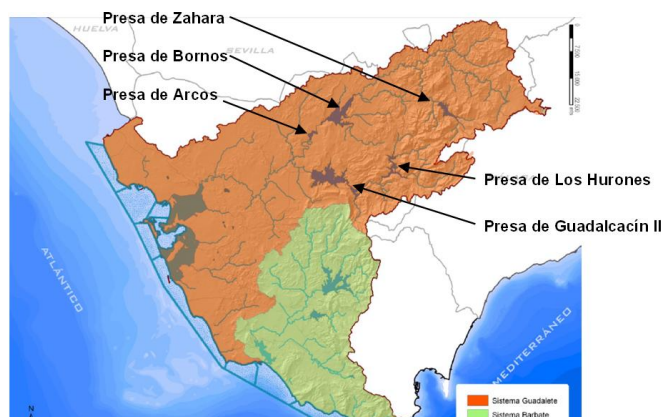 Presa de Zahara
HUELVA
SEVILLA
Presa de Bornos
Presa de Arcos
Presa de Los Hurones
Presa de Guadalcacín II
ATLÁNTICO
MEDITERRÁNEO
N
Sistema Guadalete
Sistema Barbate